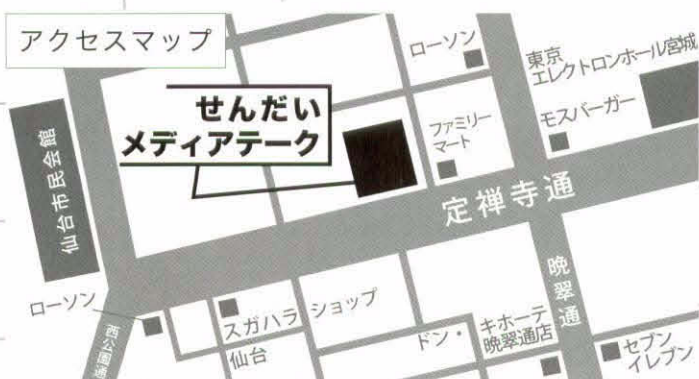 アクセスマップ
ローソン
東京
エレクトロンホール宮城
せんだい
メディアテーク
ファミリー
マート
モスバーガー
仙台市民会館
定禅寺通
ローソン
西公園通
スガハラ ショップ
仙台
ドン・キホーテ
晩翠通店
晩翠通
セブン
イレブン